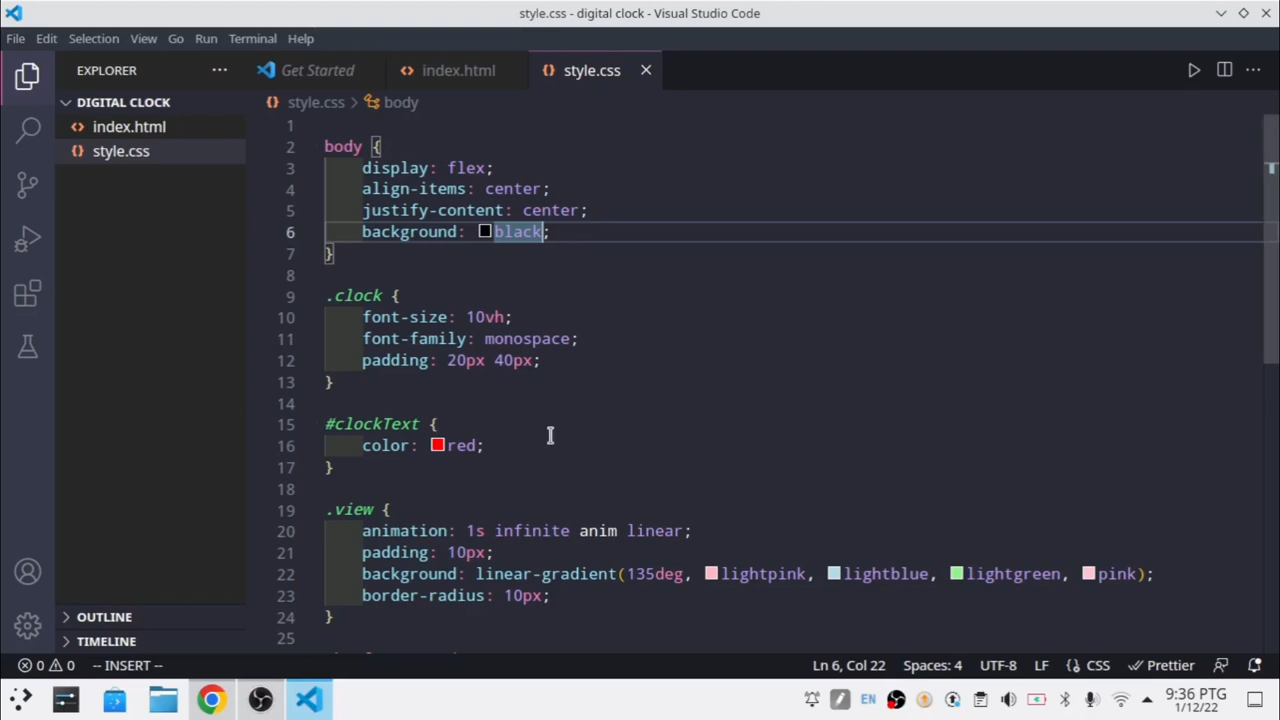 style.css - digital clock - Visual Studio Code
File Edit Selection View Go Run Terminal Help
EXPLORER
Get Started
index.html
style.css
DIGITAL CLOCK
style.css > body
index.html
style.css
1
2 body {
3 display: flex;
4 align-items: center;
5 justify-content: center;
6 background: black;
7 }
8
9 .clock {
10 font-size: 10vh;
11 font-family: monospace;
12 padding: 20px 40px;
13 }
14
15 #clockText {
16 color: red;
17 }
18
19 .view {
20 animation: 1s infinite anim linear;
21 padding: 10px;
22 background: linear-gradient(135deg, lightpink, lightblue, lightgreen, pink);
23 border-radius: 10px;
24 }
25
OUTLINE
TIMELINE
0 0 -- INSERT -- Ln 6, Col 22 Spaces: 4 UTF-8 LF CSS Prettier
EN 9:36 PTG
1/12/22